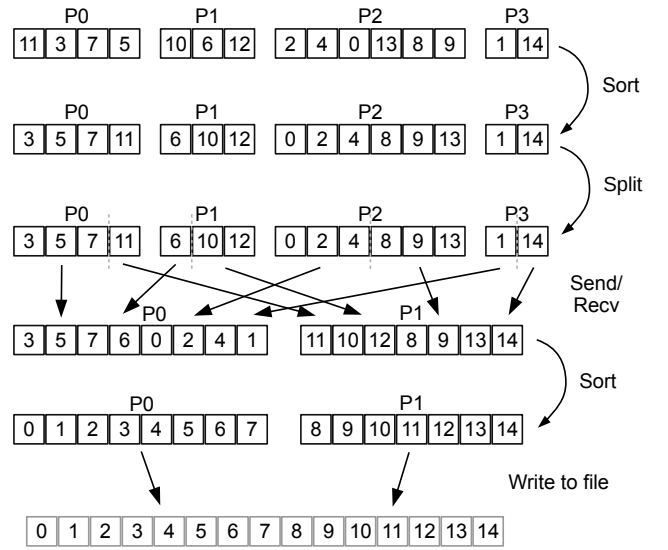 P0 P1 P2 P3
11 3 7 5 10 6 12 2 4 0 13 8 9 1 14
Sort
P0 P1 P2 P3
3 5 7 11 6 10 12 0 2 4 8 9 13 1 14
Split
P0 P1 P2 P3
3 5 7 11 6 10 12 0 2 4 8 9 13 1 14
Send/
Recv
P0 P1
3 5 7 6 0 2 4 1 11 10 12 8 9 13 14
Sort
P0 P1
0 1 2 3 4 5 6 7 8 9 10 11 12 13 14
Write to file
0 1 2 3 4 5 6 7 8 9 10 11 12 13 14